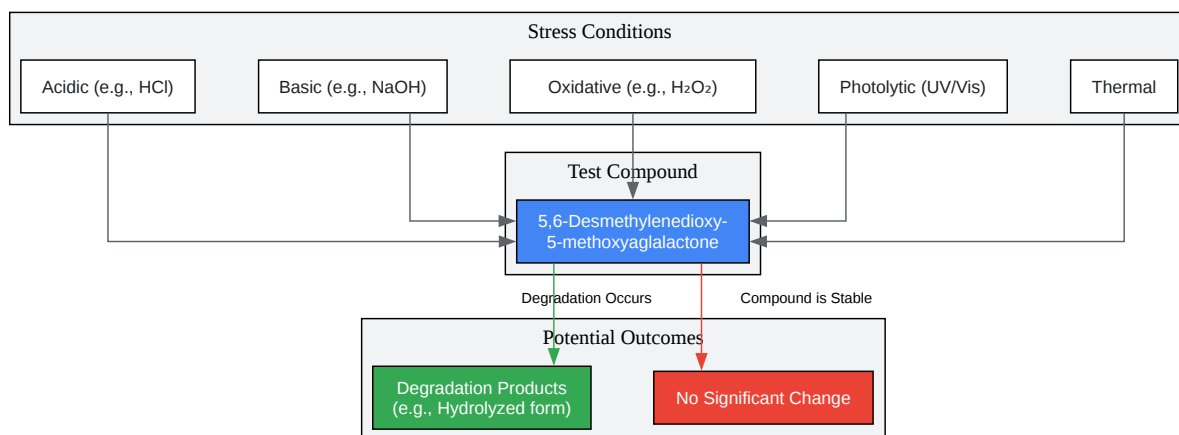 Stress Conditions
Acidic (e.g., HCl)
Basic (e.g., NaOH)
Oxidative (e.g., H₂O₂)
Photolytic (UV/Vis)
Thermal
Test Compound
5,6-Desmethylenedioxy-
5-methoxyaglalactone
Degradation Occurs
Compound is Stable
Potential Outcomes
Degradation Products
(e.g., Hydrolyzed form)
No Significant Change